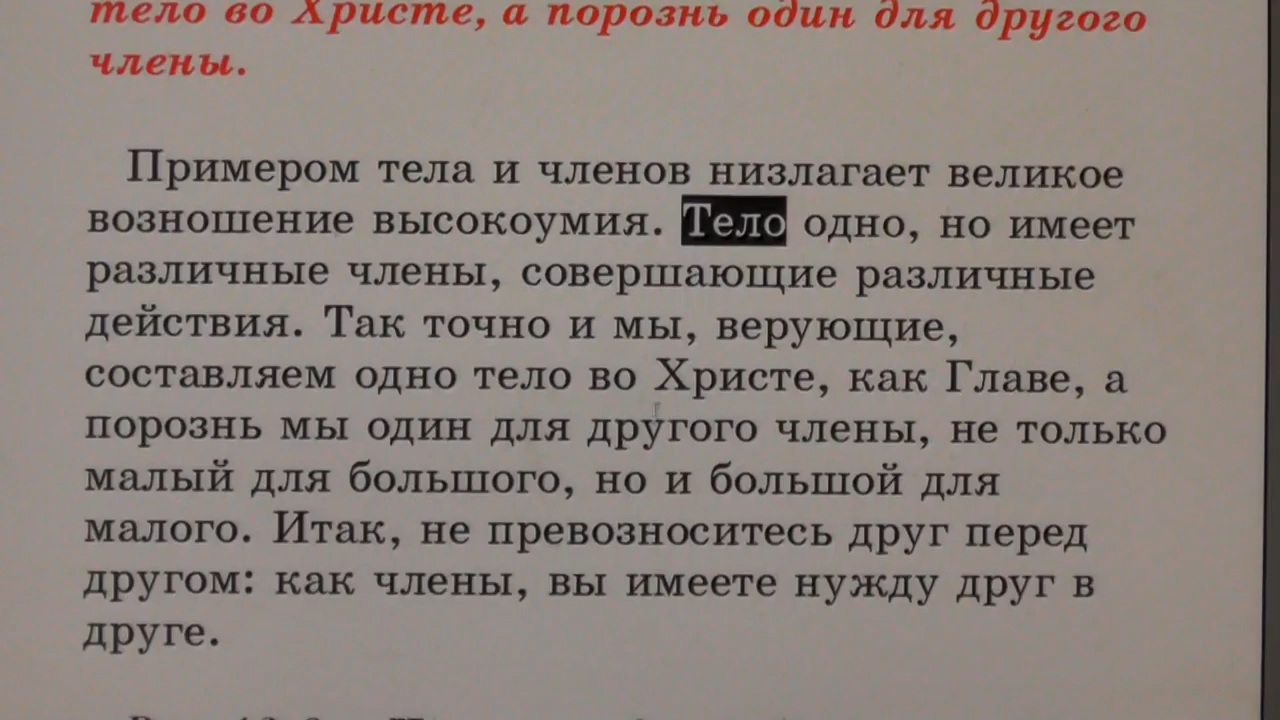 тело во Христе, а порознь один для другого
члены.
Примером тела и членов низлагает великое
возношение высокоумия. Тело одно, но имеет
различные члены, совершающие различные
действия. Так точно и мы, верующие,
составляем одно тело во Христе, как Главе, а
порознь мы один для другого члены, не только
малый для большого, но и большой для
малого. Итак, не превозноситесь друг перед
другом: как члены, вы имеете нужду друг в
друге.